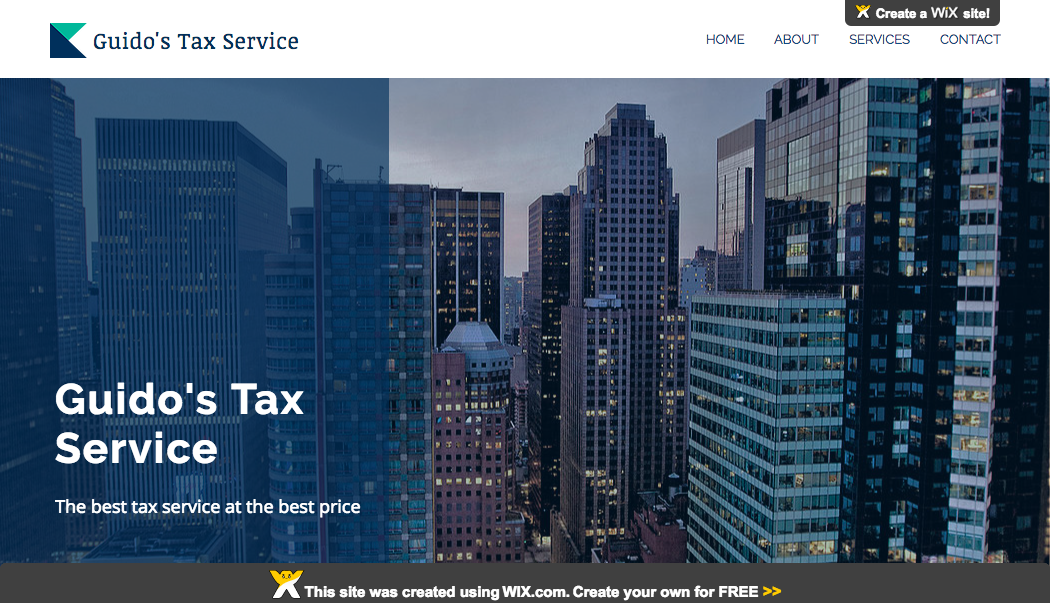 Create a WiX site!
Guido's Tax Service
HOME ABOUT SERVICES CONTACT
Guido's Tax
Service
The best tax service at the best price
This site was created using WIX.com. Create your own for FREE >>